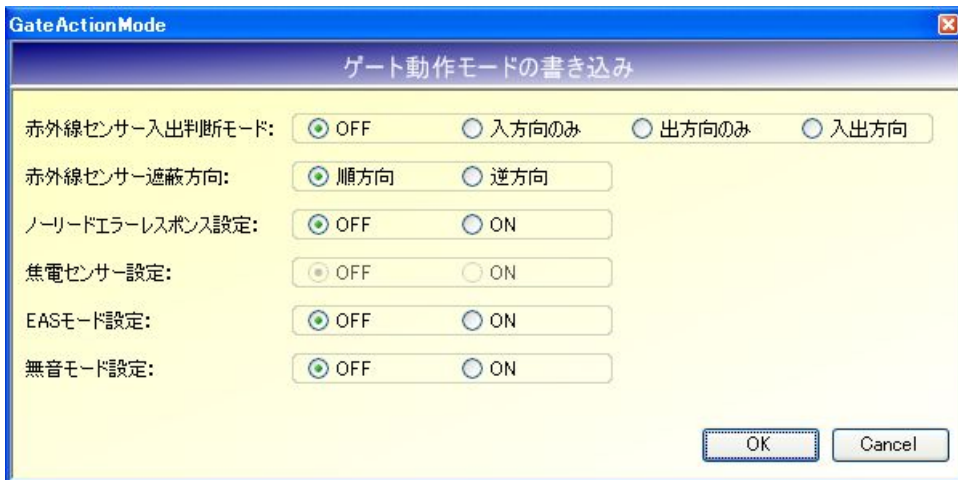 GateActionMode
ゲート動作モードの書き込み
赤外線センサー入出判断モード: OFF 入方向のみ 出方向のみ 入出方向
赤外線センサー遮蔽方向: 順方向 逆方向
ノーリードエラーレスポンス設定: OFF ON
焦電センサー設定: OFF ON
EASモード設定: OFF ON
無音モード設定: OFF ON
OK Cancel